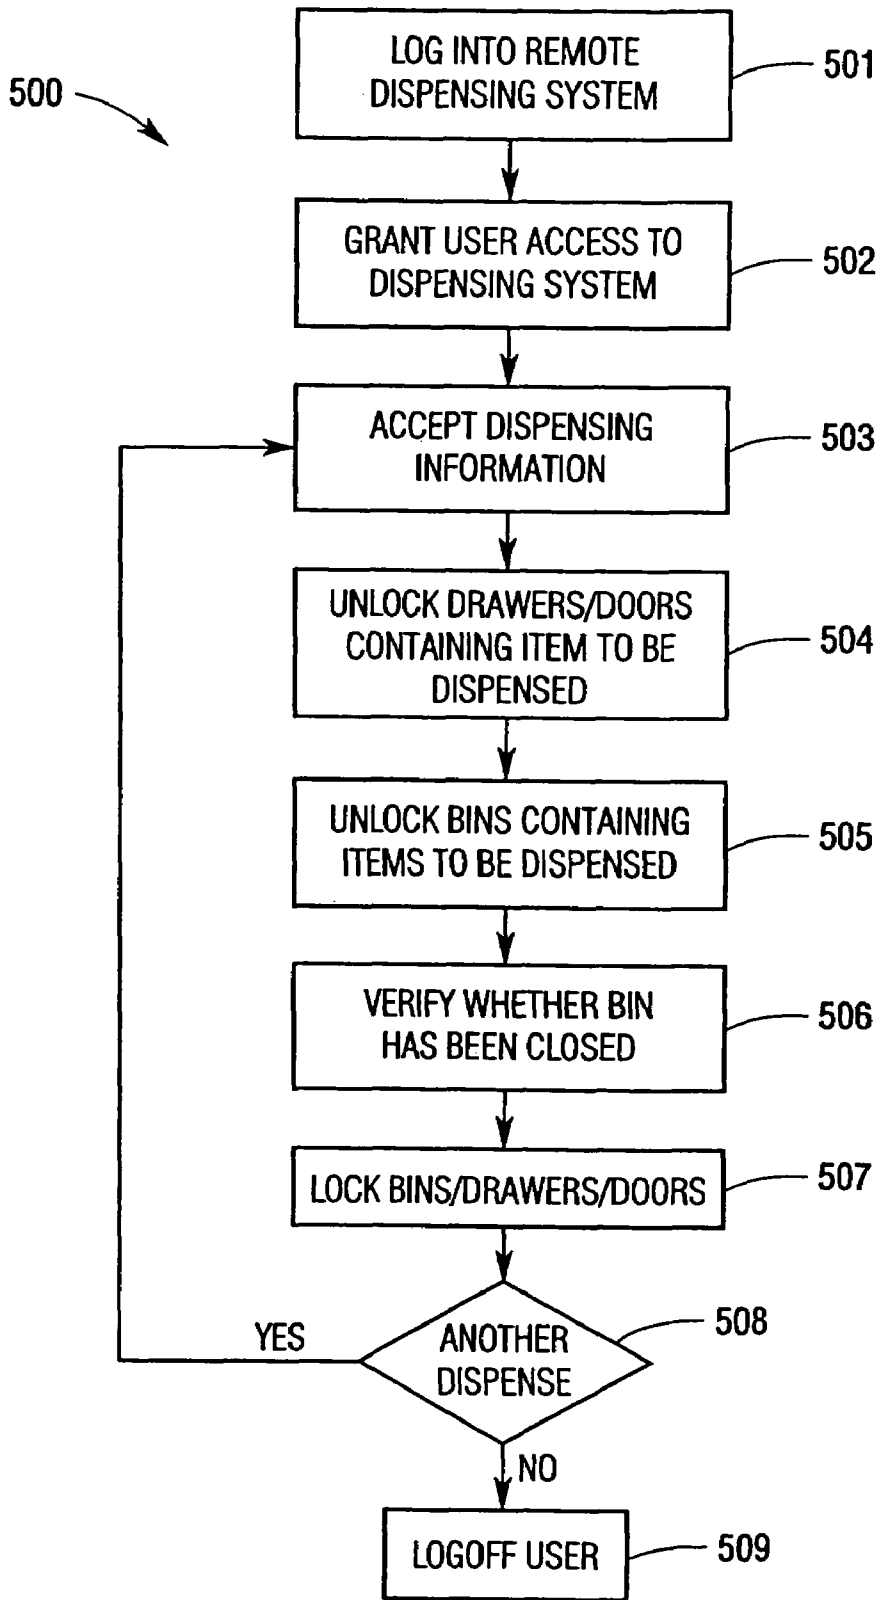 500
LOG INTO REMOTE
DISPENSING SYSTEM
501
GRANT USER ACCESS TO
DISPENSING SYSTEM
502
ACCEPT DISPENSING
INFORMATION
503
UNLOCK DRAWERS/DOORS
CONTAINING ITEM TO BE
DISPENSED
504
UNLOCK BINS CONTAINING
ITEMS TO BE DISPENSED
505
VERIFY WHETHER BIN
HAS BEEN CLOSED
506
LOCK BINS/DRAWERS/DOORS
507
ANOTHER
DISPENSE
508
YES
NO
LOGOFF USER
509